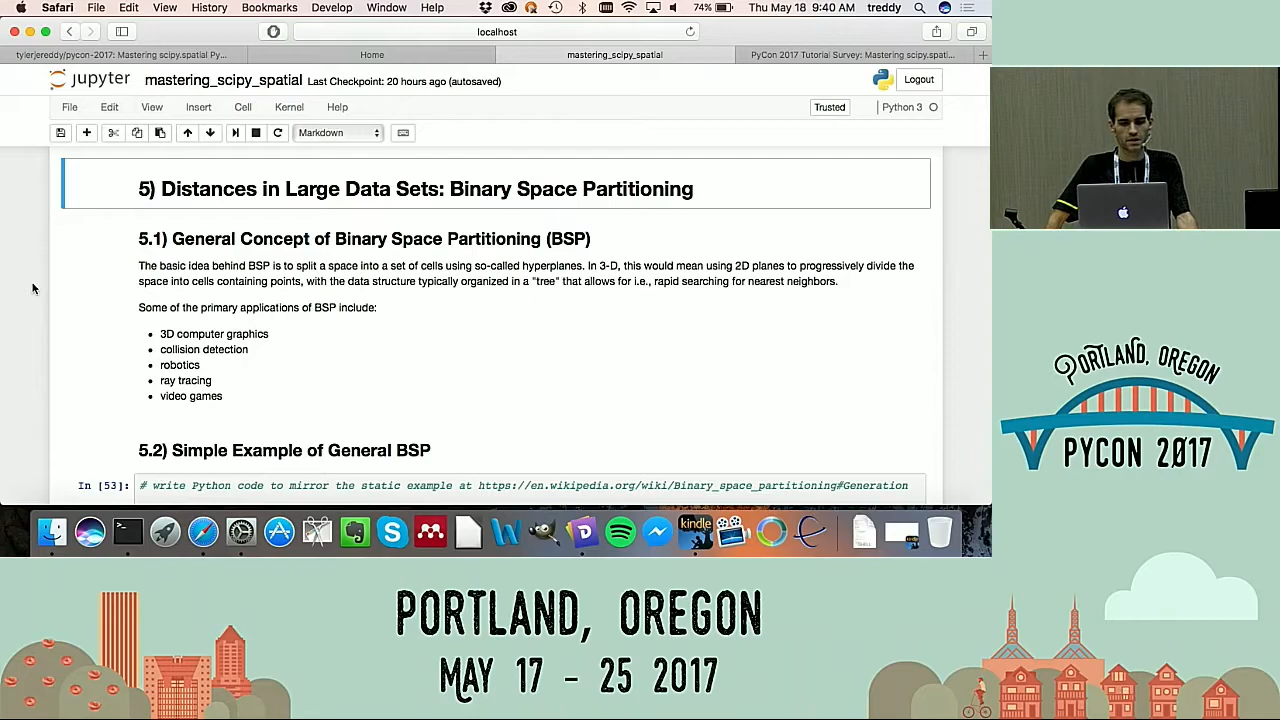 Safari File Edit View History Bookmarks Develop Window Help 74% Thu May 18 9:40 AM treddy
localhost
tylerjereddy/pycon-2017: Mastering scipy.spatial Py... Home mastering_scipy_spatial PyCon 2017 Tutorial Survey: Mastering scipy.spati...
jupyter mastering_scipy_spatial Last Checkpoint: 20 hours ago (autosaved) Logout
File Edit View Insert Cell Kernel Help Trusted Python 3
Markdown
5) Distances in Large Data Sets: Binary Space Partitioning
5.1) General Concept of Binary Space Partitioning (BSP)
The basic idea behind BSP is to split a space into a set of cells using so-called hyperplanes. In 3-D, this would mean using 2D planes to progressively divide the
space into cells containing points, with the data structure typically organized in a "tree" that allows for i.e., rapid searching for nearest neighbors.
Some of the primary applications of BSP include:
• 3D computer graphics
• collision detection
• robotics
• ray tracing
• video games
5.2) Simple Example of General BSP
In [53]: # write Python code to mirror the static example at https://en.wikipedia.org/wiki/Binary_space_partitioning#Generation
kindle
PORTLAND, OREGON
PYCON 2017
PORTLAND, OREGON
MAY 17 - 25 2017